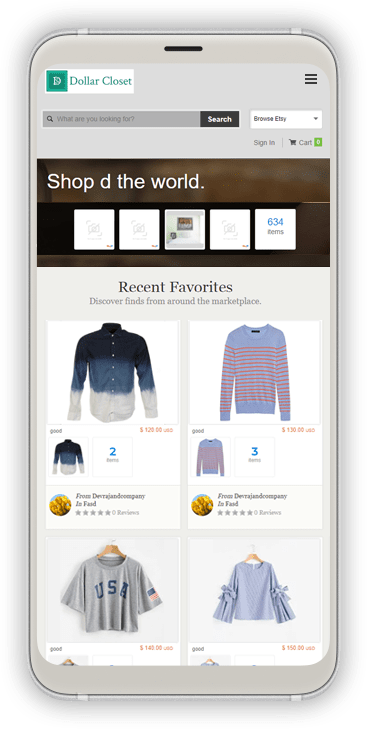 Dollar Closet
What are you looking for?
Search
Browse Etsy
Sign In
Cart 0
Shop d the world.
634
items
Recent Favorites
Discover finds from around the marketplace.
good
$ 120.00 USD
2
items
From Devrajandcompany
In Fasd
0 Reviews
good
$ 130.00 USD
3
items
From Devrajandcompany
In Fasd
0 Reviews
USA
good
$ 140.00 USD
good
$ 150.00 USD